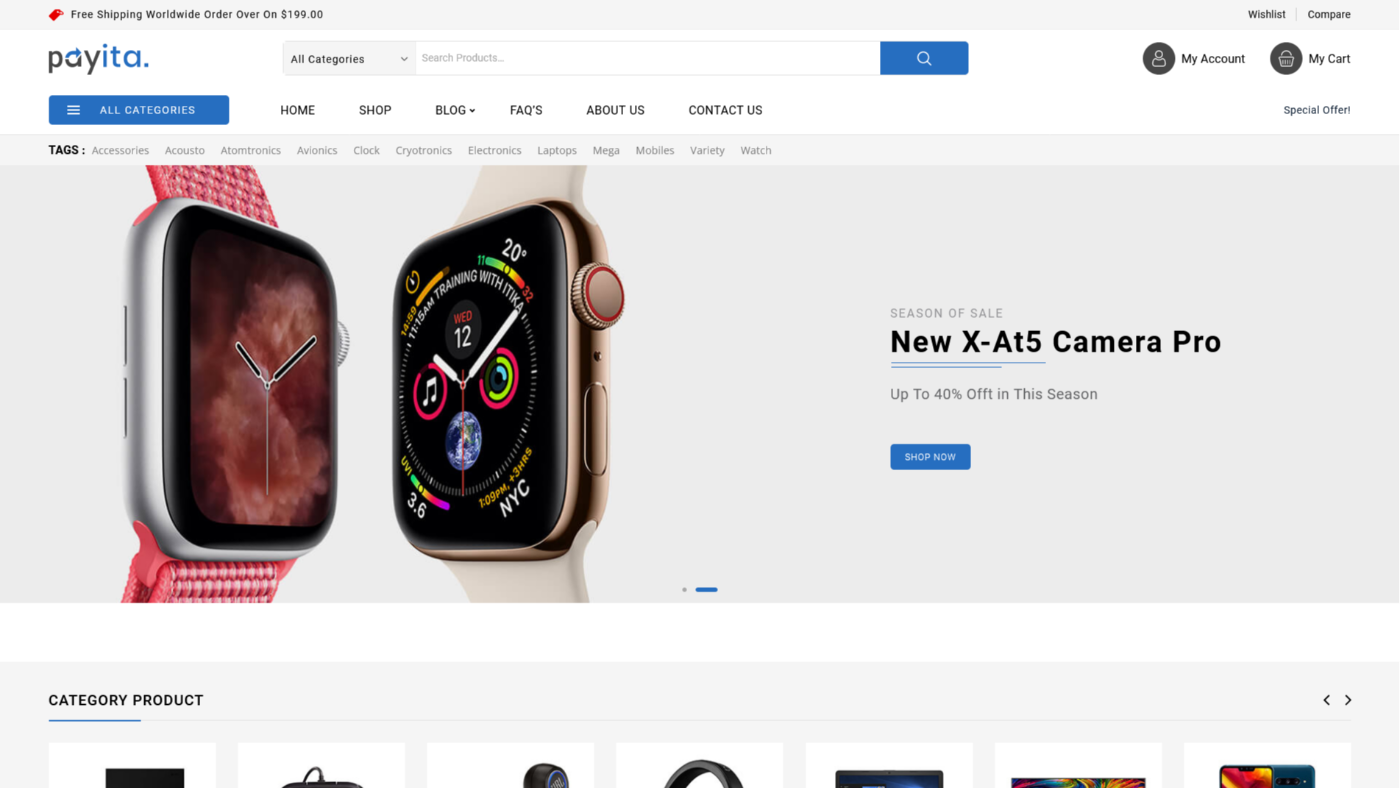 Free Shipping Worldwide Order Over On $199.00
Wishlist
Compare
payita.
All Categories
Search Products...
My Account
My Cart
ALL CATEGORIES
HOME
SHOP
BLOG
FAQ'S
ABOUT US
CONTACT US
Special Offer!
TAGS : Accessories Acousto Atomtronics Avionics Clock Cryotronics Electronics Laptops Mega Mobiles Variety Watch
20°
11
32
14:59
11:15AM TRAINING WITH ITIKA
WED
12
UVI
3.6
1:09PM, +3HRS
NYC
SEASON OF SALE
New X-At5 Camera Pro
Up To 40% Offt in This Season
SHOP NOW
CATEGORY PRODUCT